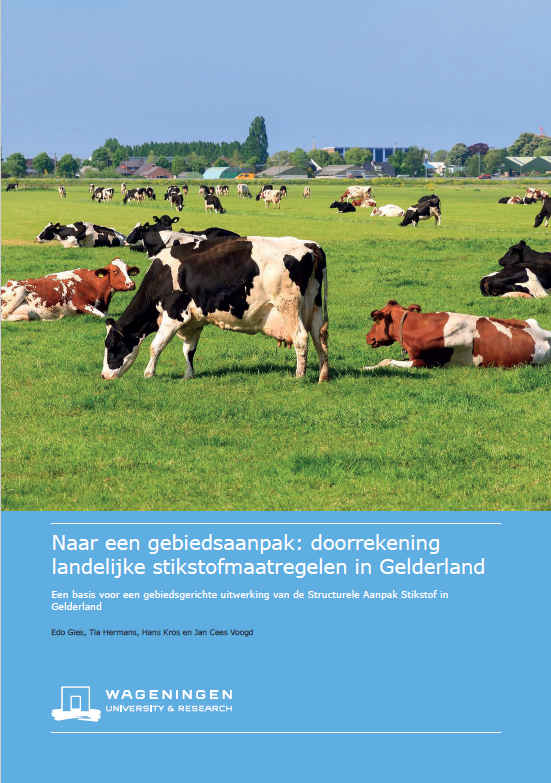 Naar een gebiedsaanpak: doorrekening
landelijke stikstofmaatregelen in Gelderland
Een basis voor een gebiedsgerichte uitwerking van de Structurele Aanpak Stikstof in
Gelderland
Edo Gies, Tia Hermans, Hans Kros en Jan Cees Voogd
WAGENINGEN
UNIVERSITY & RESEARCH